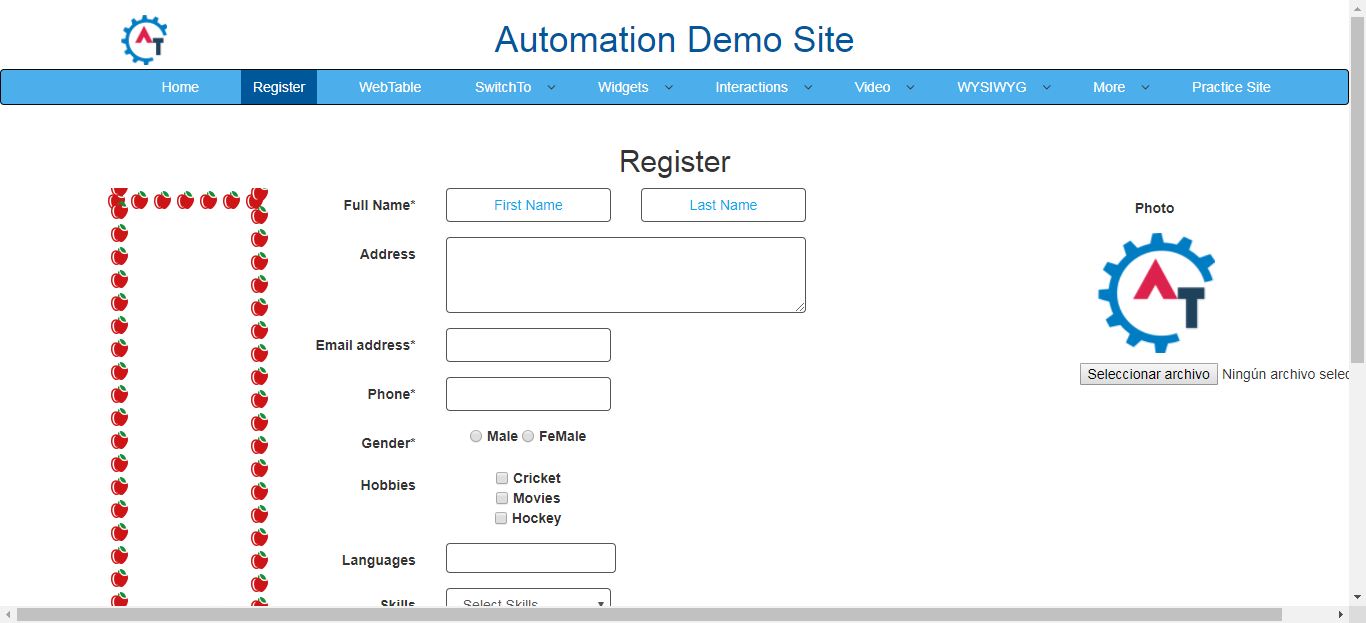 AT
Automation Demo Site
Home Register WebTable SwitchTo Widgets Interactions Video WYSIWYG More Practice Site
Register
Full Name* First Name Last Name
Photo
Address
AT
Email address*
Seleccionar archivo Ningún archivo selec
Phone*
Gender* Male FeMale
Hobbies
Cricket
Movies
Hockey
Languages
Skills Select Skills